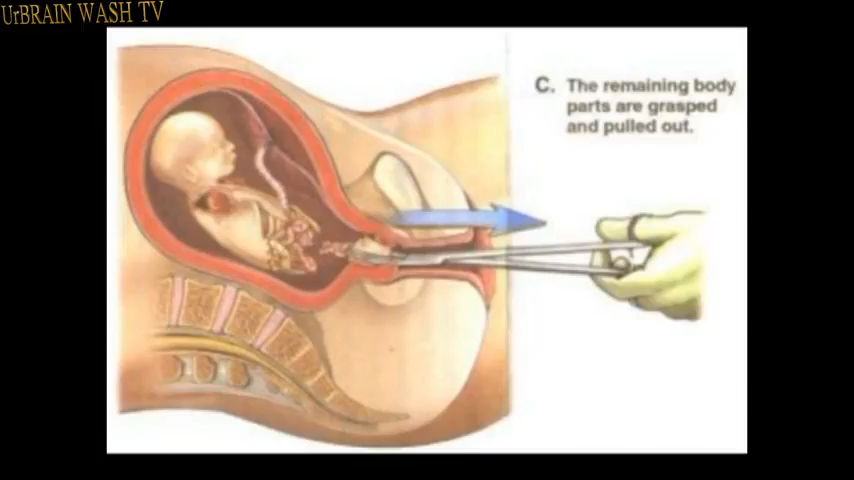 UrBRAIN WASH TV
C. The remaining body
parts are grasped
and pulled out.